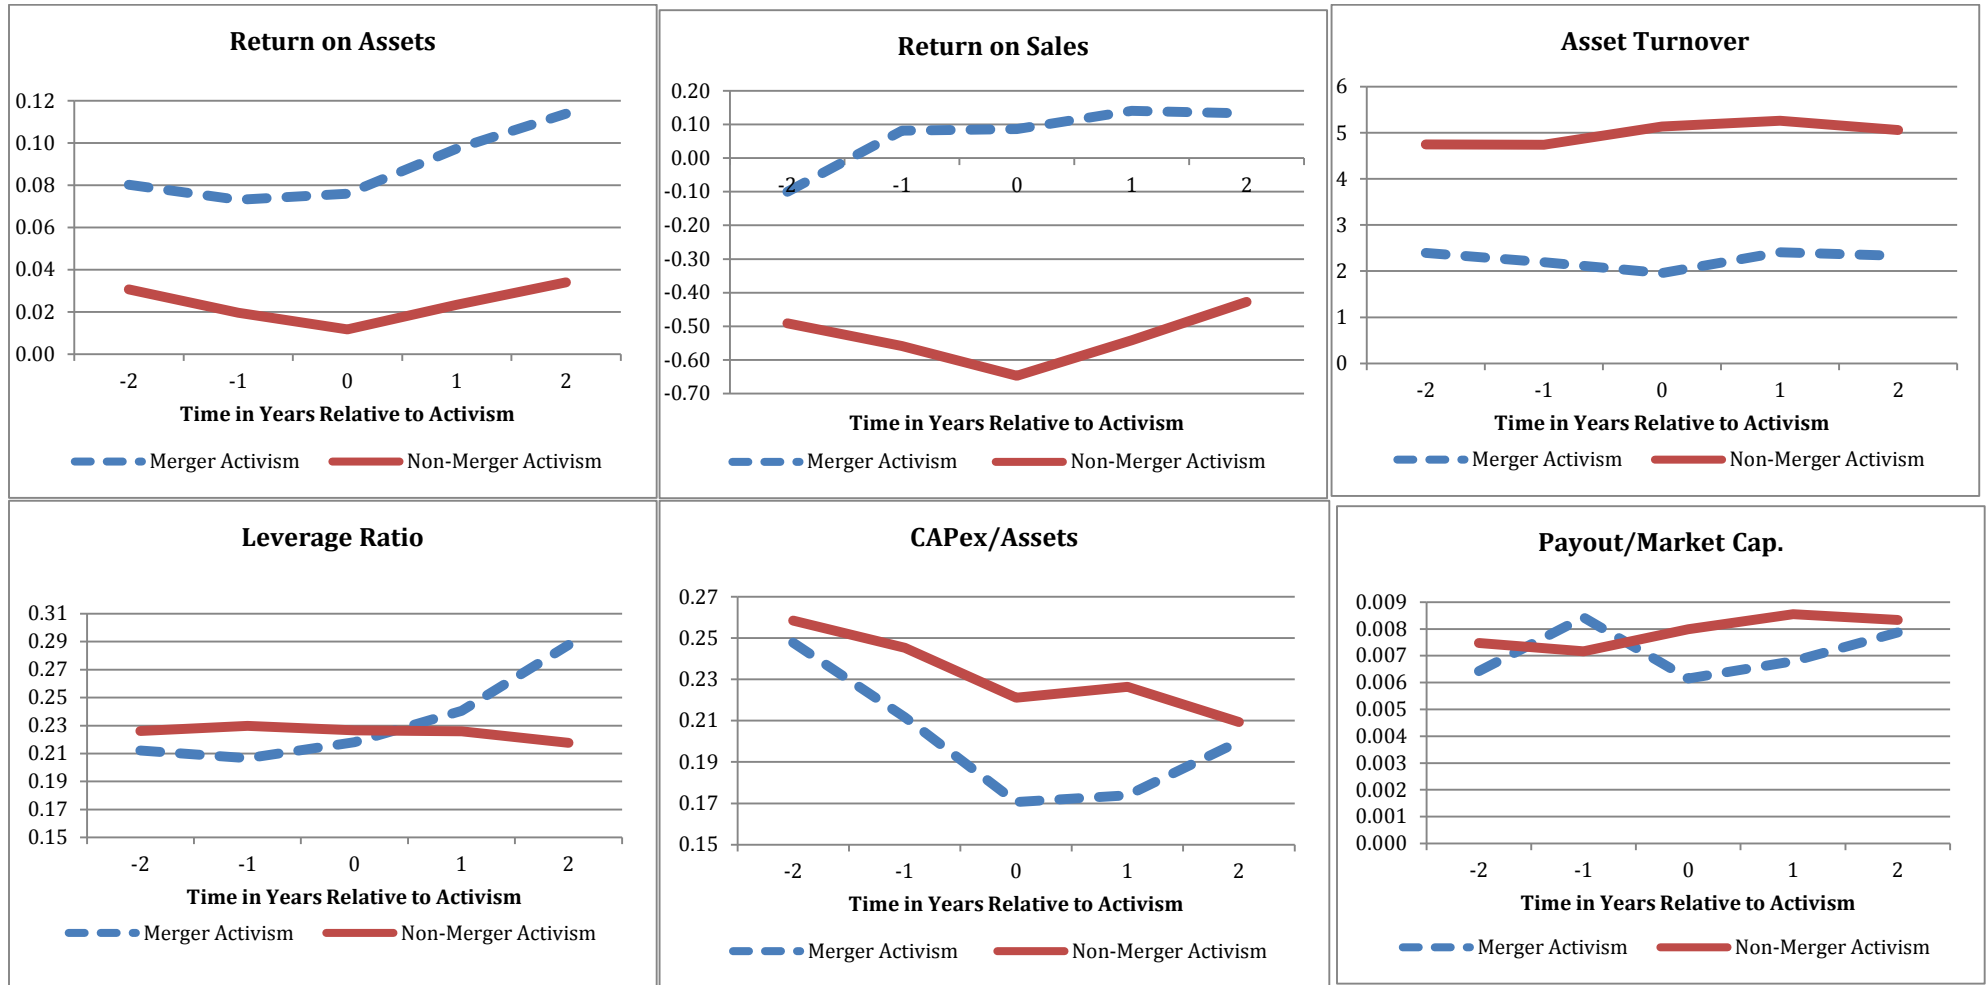 Return on Assets
0.12
0.10
0.08
0.06
0.04
0.02
0.00
-2 -1 0 1 2
Time in Years Relative to Activism
Merger Activism Non-Merger Activism
Return on Sales
0.20
0.10
0.00
-0.10
-0.20
-0.30
-0.40
-0.50
-0.60
-0.70
-2 -1 0 1 2
Time in Years Relative to Activism
Merger Activism Non-Merger Activism
Asset Turnover
6
5
4
3
2
1
0
-2 -1 0 1 2
Time in Years Relative to Activism
Merger Activism Non-Merger Activism
Leverage Ratio
0.31
0.29
0.27
0.25
0.23
0.21
0.19
0.17
0.15
-2 -1 0 1 2
Time in Years Relative to Activism
Merger Activism Non-Merger Activism
CAPex/Assets
0.27
0.25
0.23
0.21
0.19
0.17
0.15
-2 -1 0 1 2
Time in Years Relative to Activism
Merger Activism Non-Merger Activism
Payout/Market Cap.
0.009
0.008
0.007
0.006
0.005
0.004
0.003
0.002
0.001
0.000
-2 -1 0 1 2
Time in Years Relative to Activism
Merger Activism Non-Merger Activism